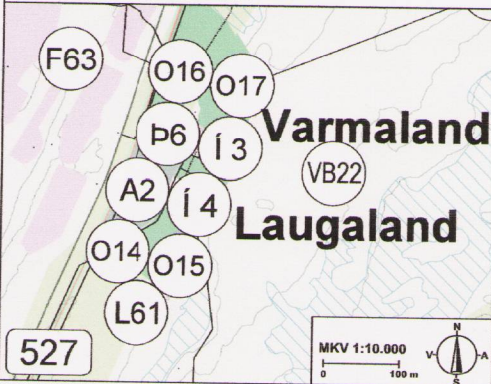 F63
O16
O17
Þ6
Í 3
Varmaland
VB22
A2
Í 4
Laugaland
O14
O15
L61
527
MKV 1:10.000
0 100 m
N
V A
S